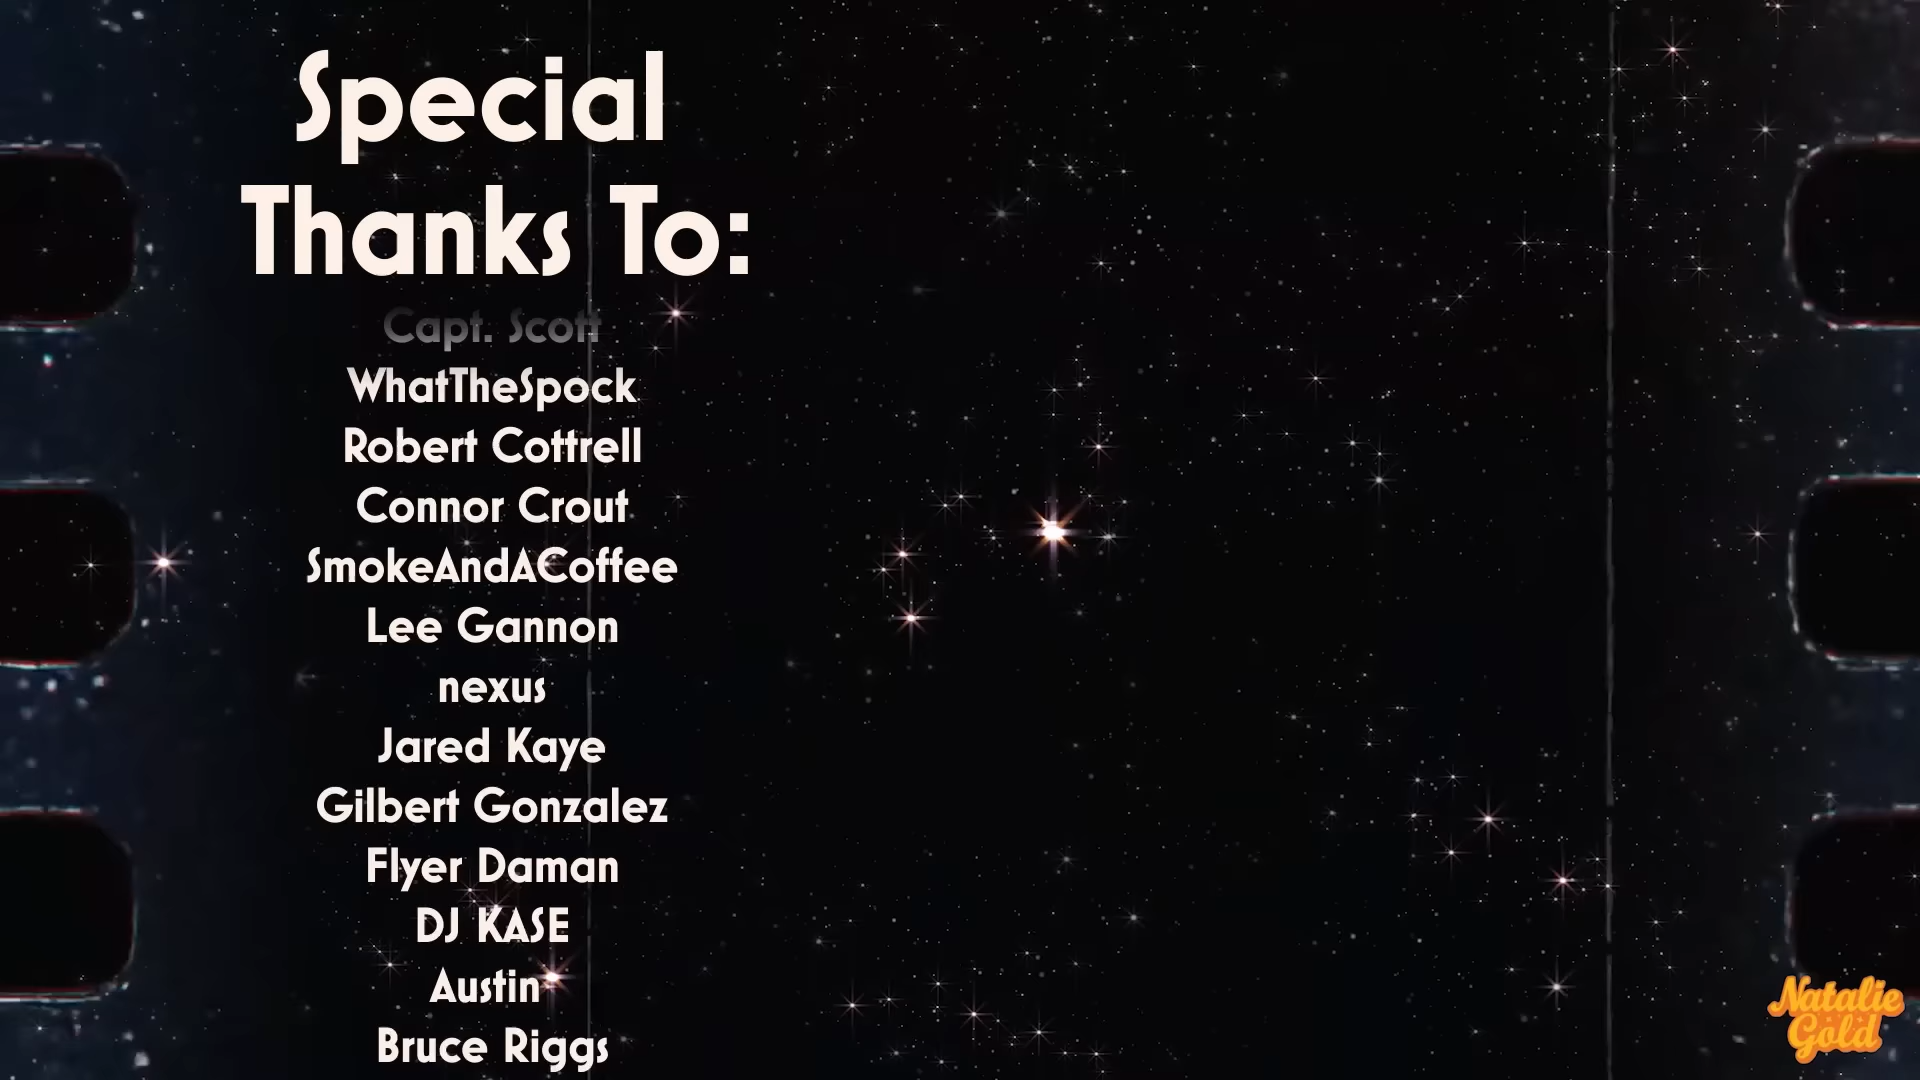 Special
Thanks To:
Capt. Scott
WhatTheSpock
Robert Cottrell
Connor Crout
SmokeAndACoffee
Lee Gannon
nexus
Jared Kaye
Gilbert Gonzalez
Flyer Daman
DJ KASE
Austin
Bruce Riggs
Natalie
Gold